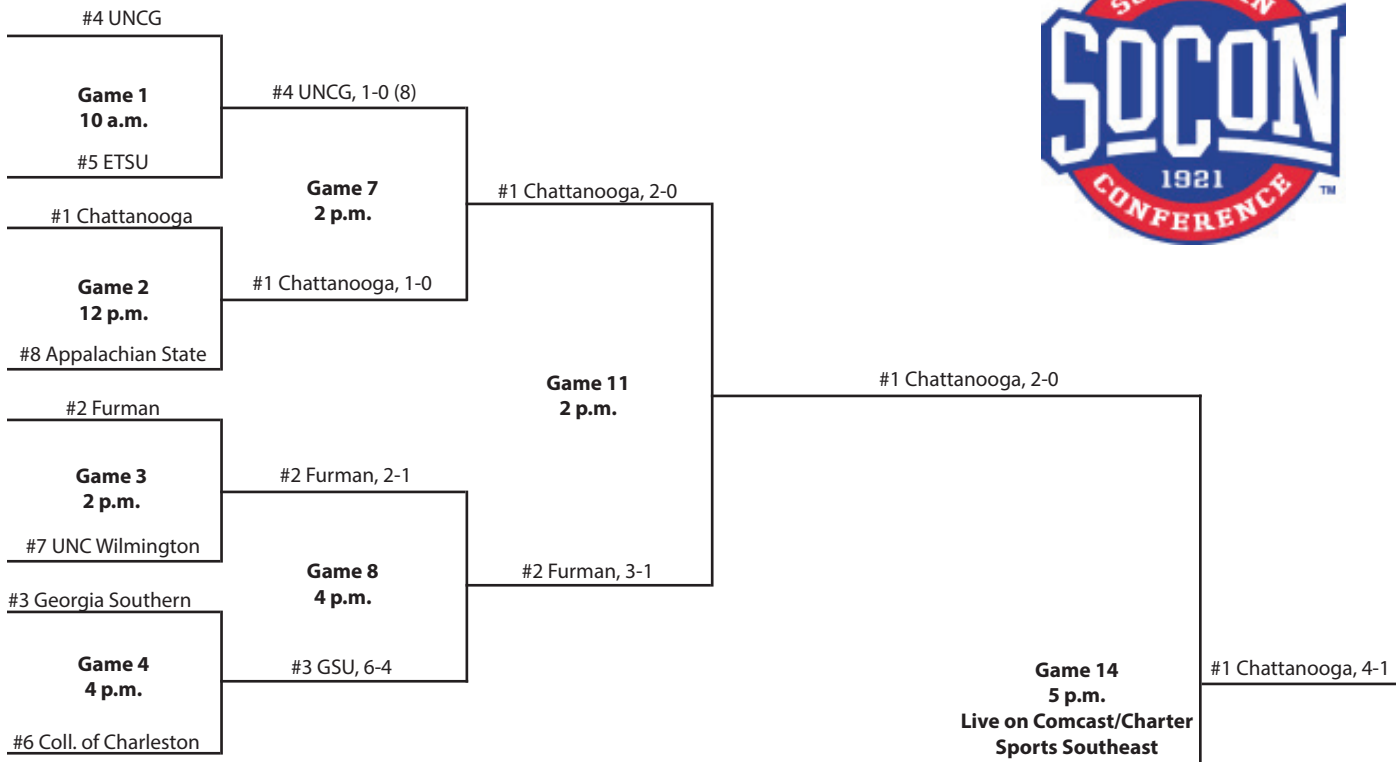 #4 UNCG
Game 1
10 a.m.
#5 ETSU
#4 UNCG, 1-0 (8)
#1 Chattanooga
Game 2
12 p.m.
#8 Appalachian State
#1 Chattanooga, 1-0
Game 7
2 p.m.
#1 Chattanooga, 2-0
#2 Furman
Game 3
2 p.m.
#7 UNC Wilmington
#2 Furman, 2-1
#3 Georgia Southern
Game 4
4 p.m.
#6 Coll. of Charleston
#3 GSU, 6-4
Game 8
4 p.m.
#2 Furman, 3-1
Game 11
2 p.m.
#1 Chattanooga, 2-0
Game 14
5 p.m.
Live on Comcast/Charter
Sports Southeast
#1 Chattanooga, 4-1
SOCON
1921
CONFERENCE
TM